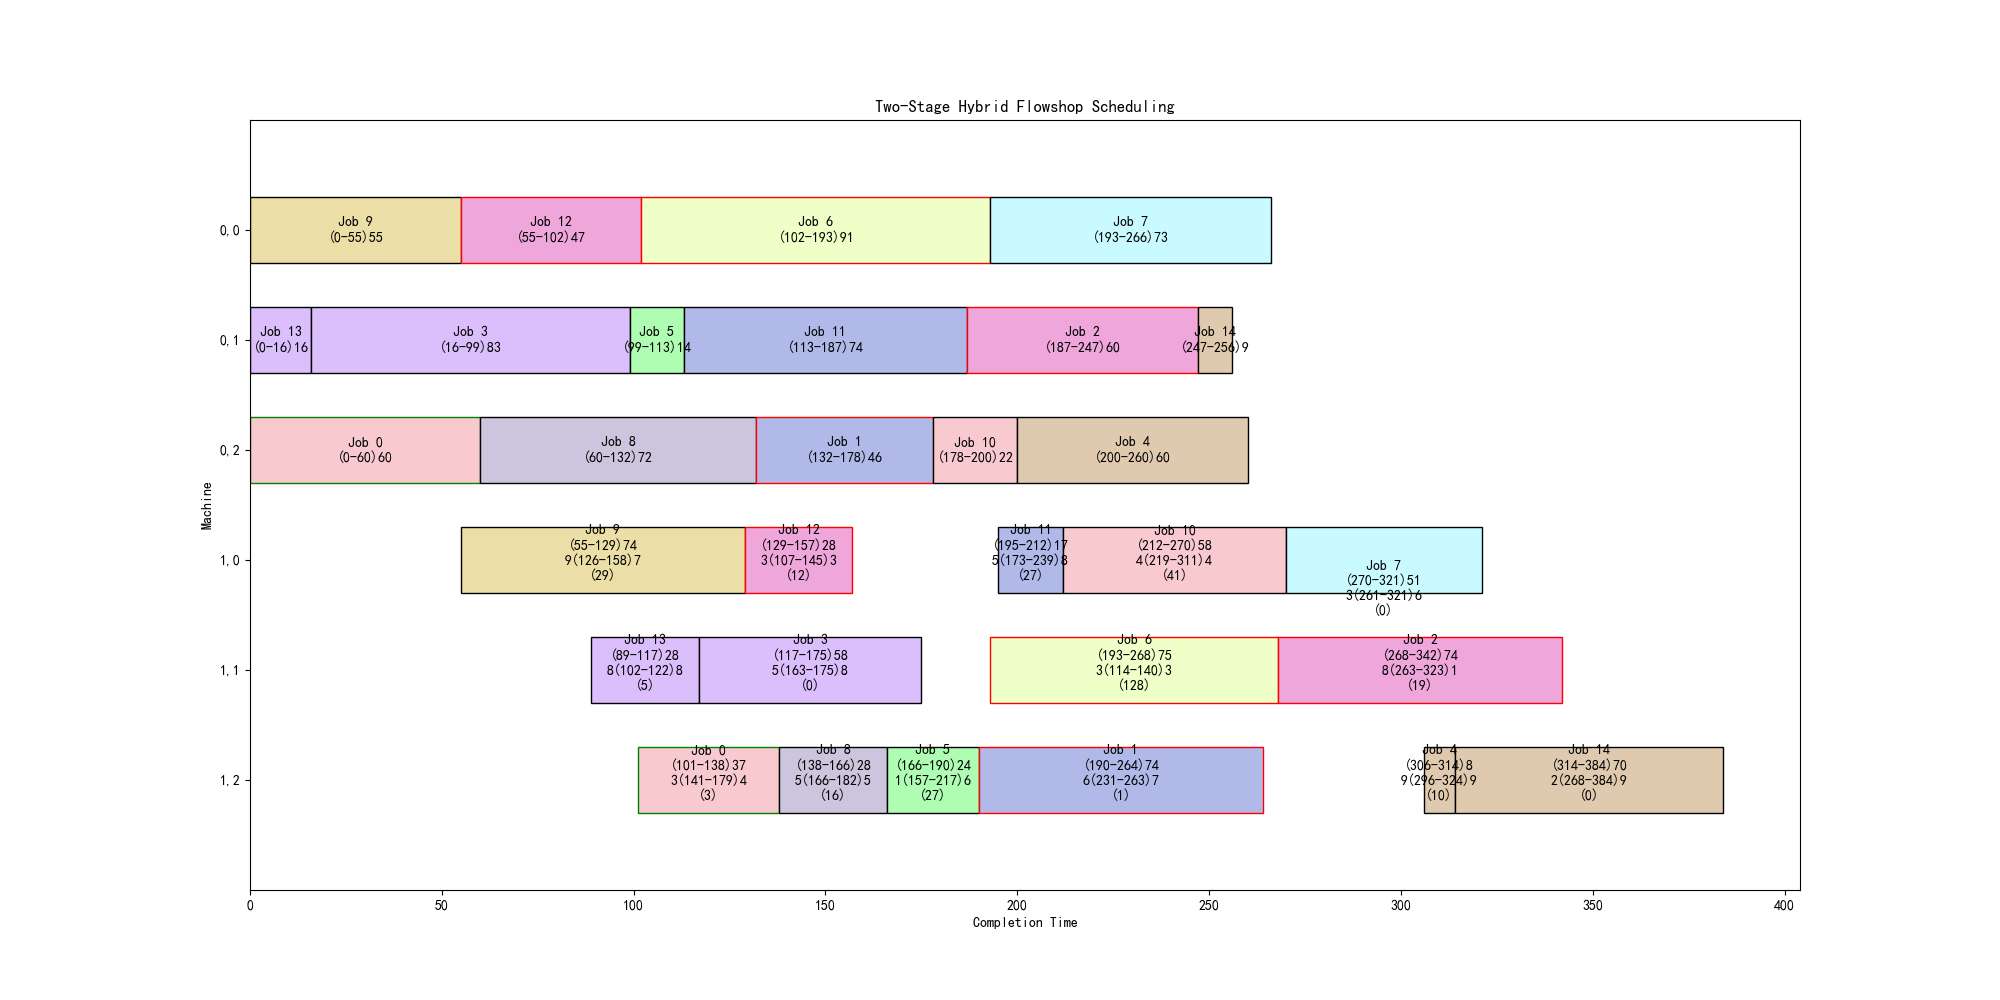 Two-Stage Hybrid Flowshop Scheduling
0,0
Job 9
(0-55)55
Job 12
(55-102)47
Job 6
(102-193)91
Job 7
(193-266)73
0,1
Job 13
(0-16)16
Job 3
(16-99)83
Job 5
(99-113)14
Job 11
(113-187)74
Job 2
(187-247)60
Job 14
(247-256)9
0,2
Job 0
(0-60)60
Job 8
(60-132)72
Job 1
(132-178)46
Job 10
(178-200)22
Job 4
(200-260)60
Machine
1,0
Job 9
(55-129)74
9(126-158)7
(29)
Job 12
(129-157)28
3(107-145)3
(12)
Job 11
(195-212)17
5(173-239)8
(27)
Job 10
(212-270)58
4(219-311)4
(41)
Job 7
(270-321)51
3(261-321)6
(0)
1,1
Job 13
(89-117)28
8(102-122)8
(5)
Job 3
(117-175)58
5(163-175)8
(0)
Job 6
(193-268)75
3(114-140)3
(128)
Job 2
(268-342)74
8(263-323)1
(19)
1,2
Job 0
(101-138)37
3(141-179)4
(3)
Job 8
(138-166)28
5(166-182)5
(16)
Job 5
(166-190)24
1(157-217)6
(27)
Job 1
(190-264)74
6(231-263)7
(1)
Job 4
(306-314)8
9(296-324)9
(10)
Job 14
(314-384)70
2(268-384)9
(0)
0
50
100
150
200
250
300
350
400
Completion Time